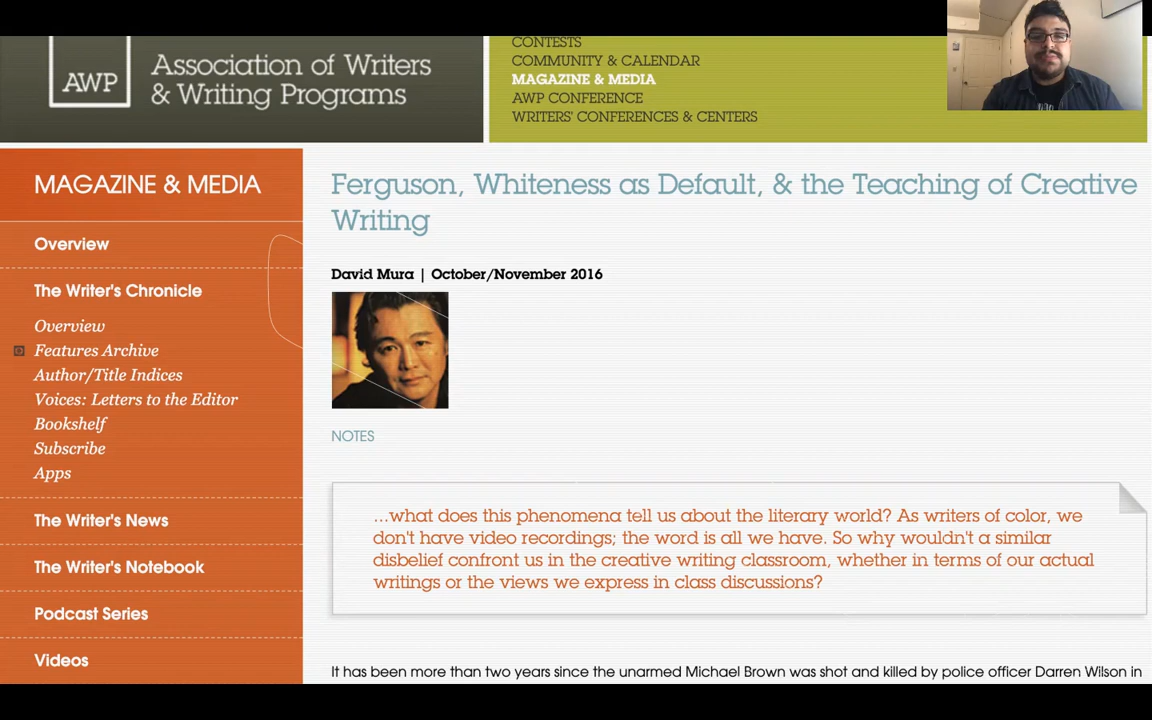 AWP
Association of Writers
& Writing Programs
CONTESTS
COMMUNITY & CALENDAR
MAGAZINE & MEDIA
AWP CONFERENCE
WRITERS' CONFERENCES & CENTERS
MAGAZINE & MEDIA
Overview
The Writer's Chronicle
Overview
Features Archive
Author/Title Indices
Voices: Letters to the Editor
Bookshelf
Subscribe
Apps
The Writer's News
The Writer's Notebook
Podcast Series
Videos
Ferguson, Whiteness as Default, & the Teaching of Creative
Writing
David Mura | October/November 2016
NOTES
...what does this phenomena tell us about the literary world? As writers of color, we
don't have video recordings; the word is all we have. So why wouldn't a similar
disbelief confront us in the creative writing classroom, whether in terms of our actual
writings or the views we express in class discussions?
It has been more than two years since the unarmed Michael Brown was shot and killed by police officer Darren Wilson in